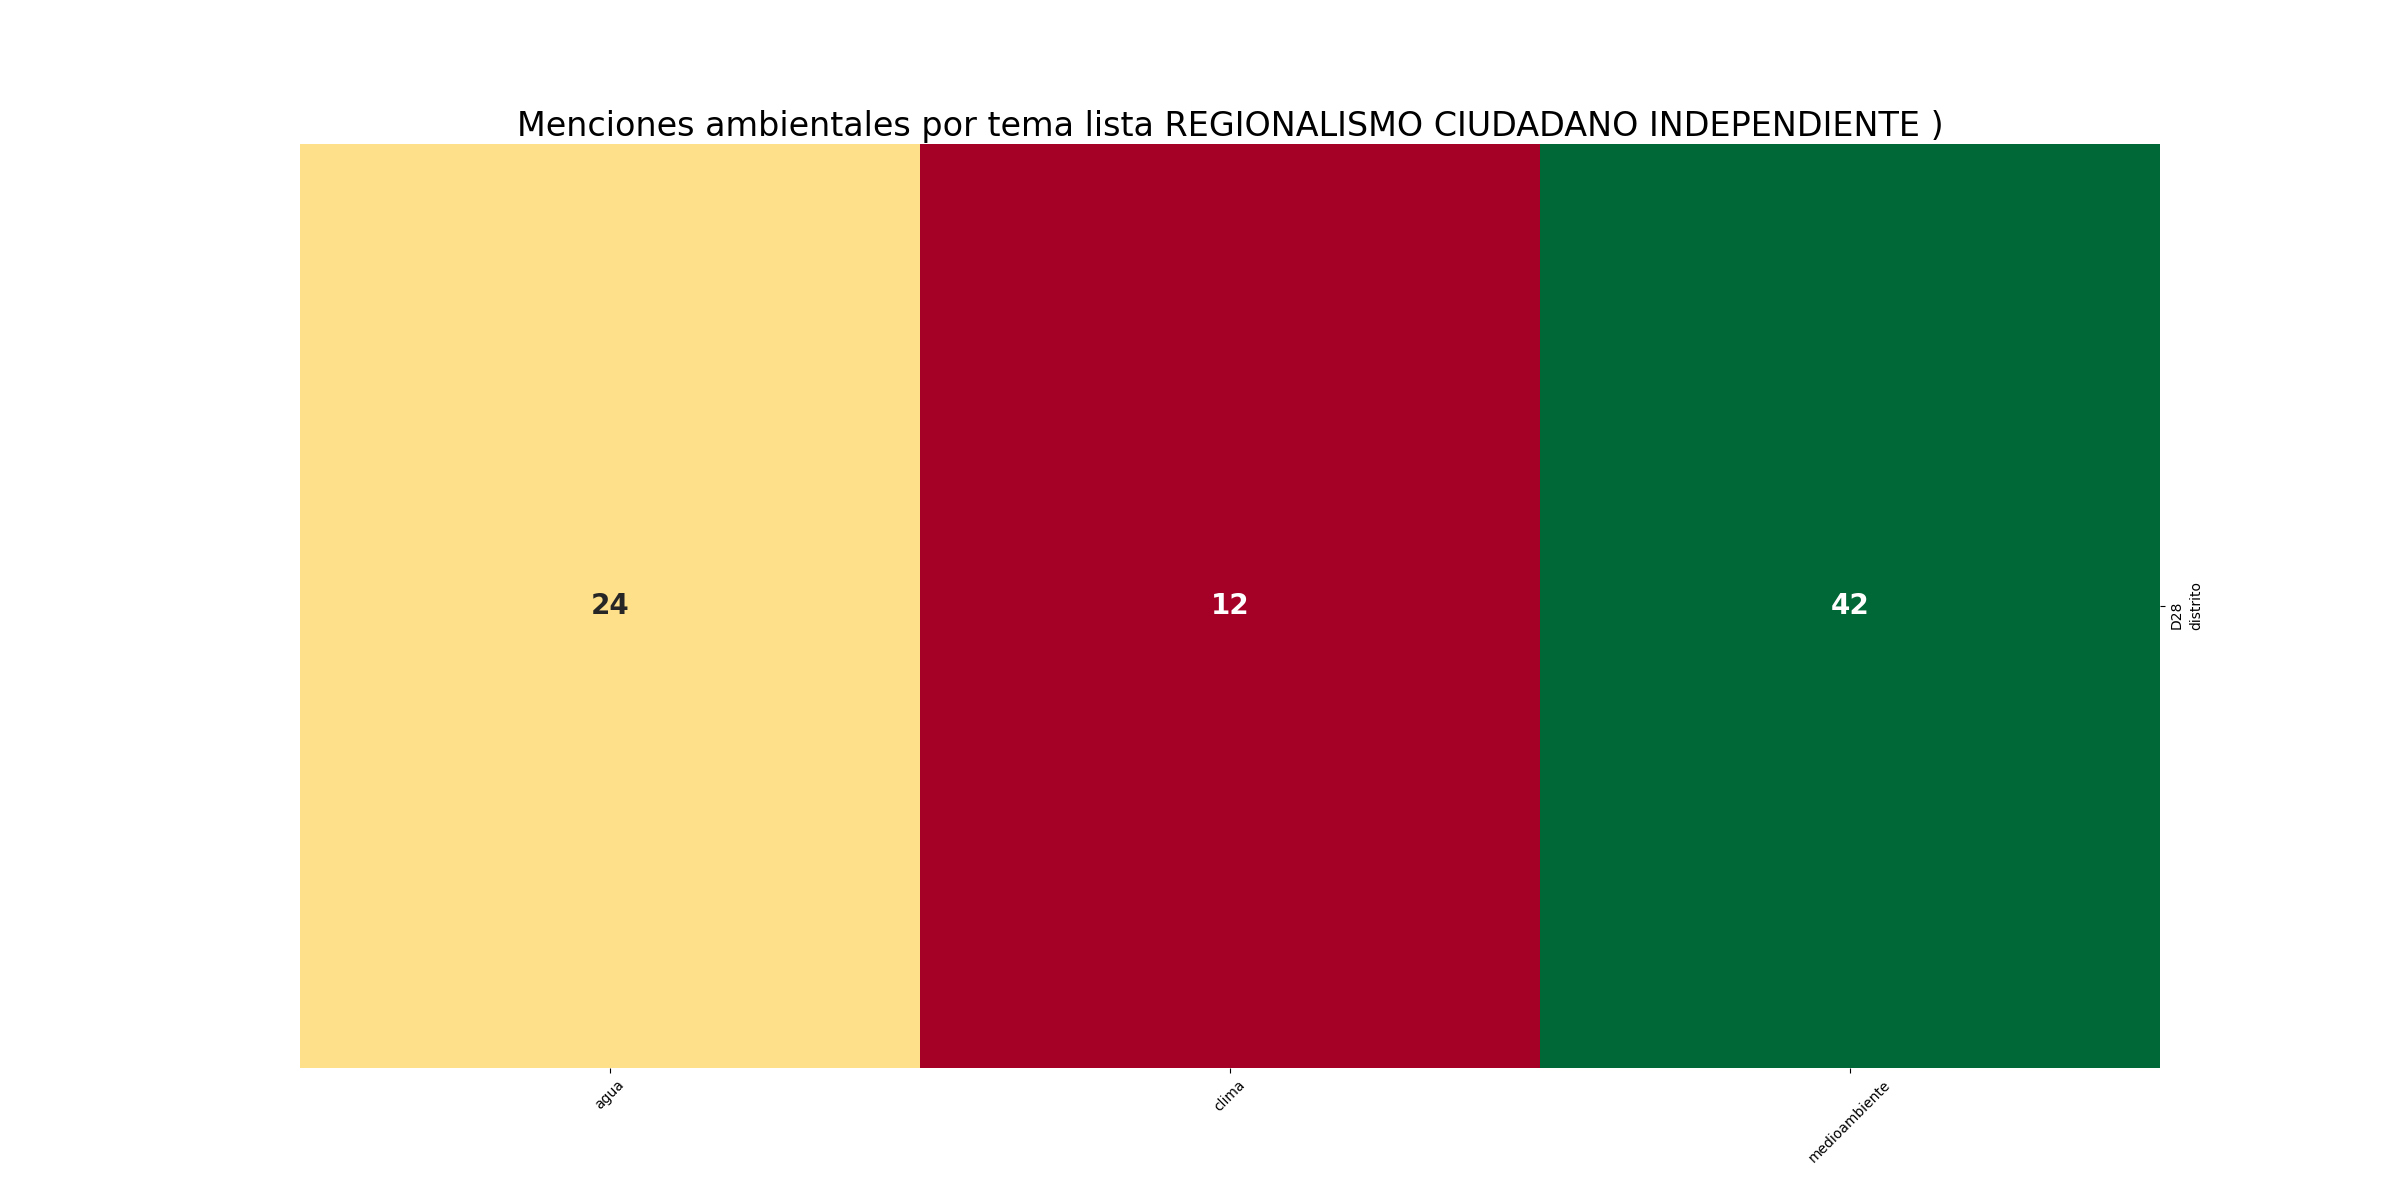 Menciones ambientales por tema lista REGIONALISMO CIUDADANO INDEPENDIENTE )
24
12
42
D28
distrito
agua
clima
medioambiente